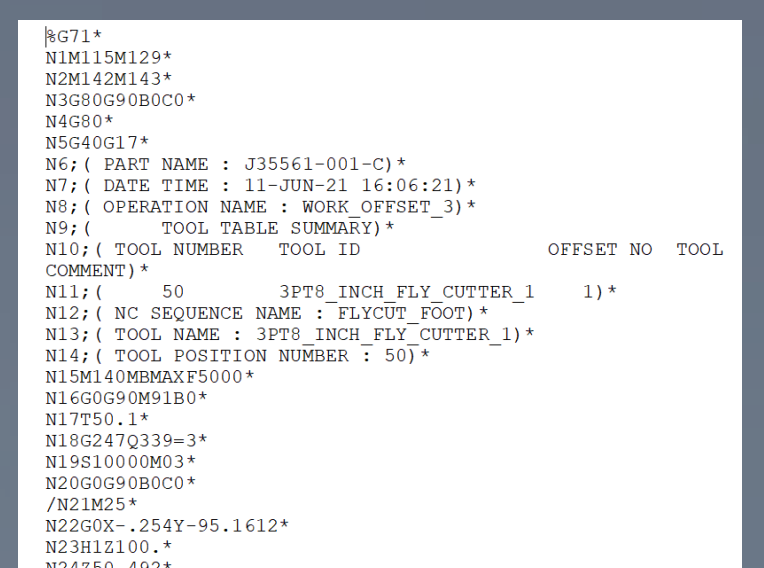 %G71*
N1M115M129*
N2M142M143*
N3G80G90B0C0*
N4G80*
N5G40G17*
N6;( PART NAME : J35561-001-C)*
N7;( DATE TIME : 11-JUN-21 16:06:21)*
N8;( OPERATION NAME : WORK_OFFSET_3)*
N9;(      TOOL TABLE SUMMARY)*
N10;( TOOL NUMBER   TOOL ID                OFFSET NO  TOOL
COMMENT)*
N11;(     50        3PT8_INCH_FLY_CUTTER_1    1)*
N12;( NC SEQUENCE NAME : FLYCUT_FOOT)*
N13;( TOOL NAME : 3PT8_INCH_FLY_CUTTER_1)*
N14;( TOOL POSITION NUMBER : 50)*
N15M140MBMAXF5000*
N16G0G90M91B0*
N17T50.1*
N18G247Q339=3*
N19S10000M03*
N20G0G90B0C0*
/N21M25*
N22G0X-.254Y-95.1612*
N23H1Z100.*
N24Z50.492*